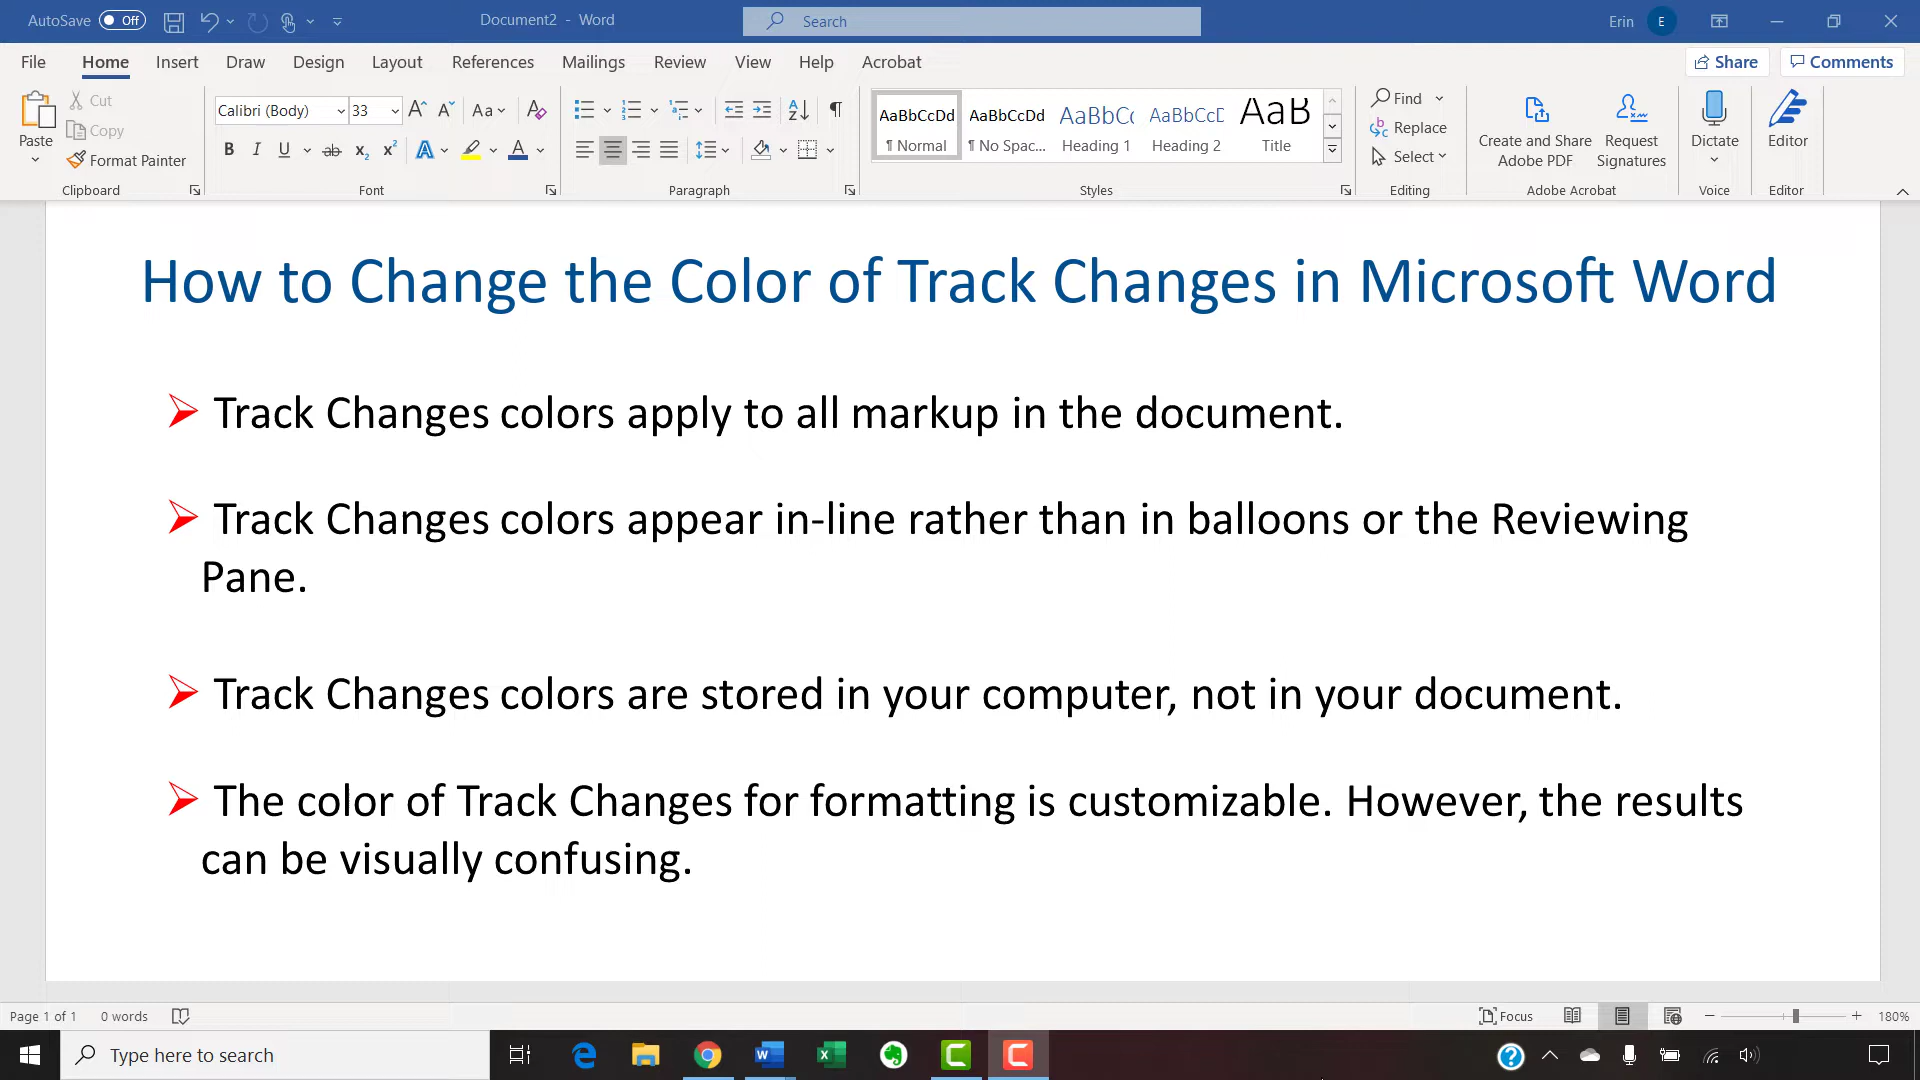 AutoSave Off Document2 - Word Search Erin E
File Home Insert Draw Design Layout References Mailings Review View Help Acrobat Share Comments
Paste Cut Copy Format Painter Clipboard
Calibri (Body) 33 Aa Font
B I U ab x2 x2 A A
Paragraph
AaBbCcDd AaBbCcDd AaBbCc AaBbCcD AaB
¶ Normal ¶ No Spac... Heading 1 Heading 2 Title
Styles
Find Replace Select Editing
Create and Share Adobe PDF Request Signatures Adobe Acrobat
Dictate Voice
Editor Editor
How to Change the Color of Track Changes in Microsoft Word
Track Changes colors apply to all markup in the document.
Track Changes colors appear in-line rather than in balloons or the Reviewing
Pane.
Track Changes colors are stored in your computer, not in your document.
The color of Track Changes for formatting is customizable. However, the results
can be visually confusing.
Page 1 of 1 0 words Focus 180%
Type here to search